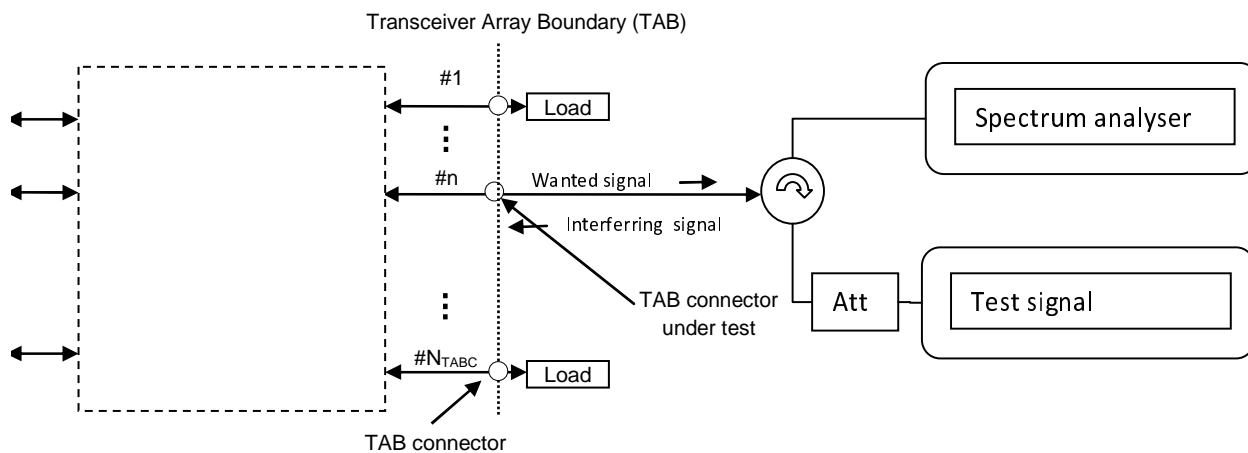 Transceiver Array Boundary (TAB)
#1
Load
Spectrum analyser
#n
Wanted signal
Interferring signal
TAB connector
under test
Att
Test signal
#NTABC
Load
TAB connector